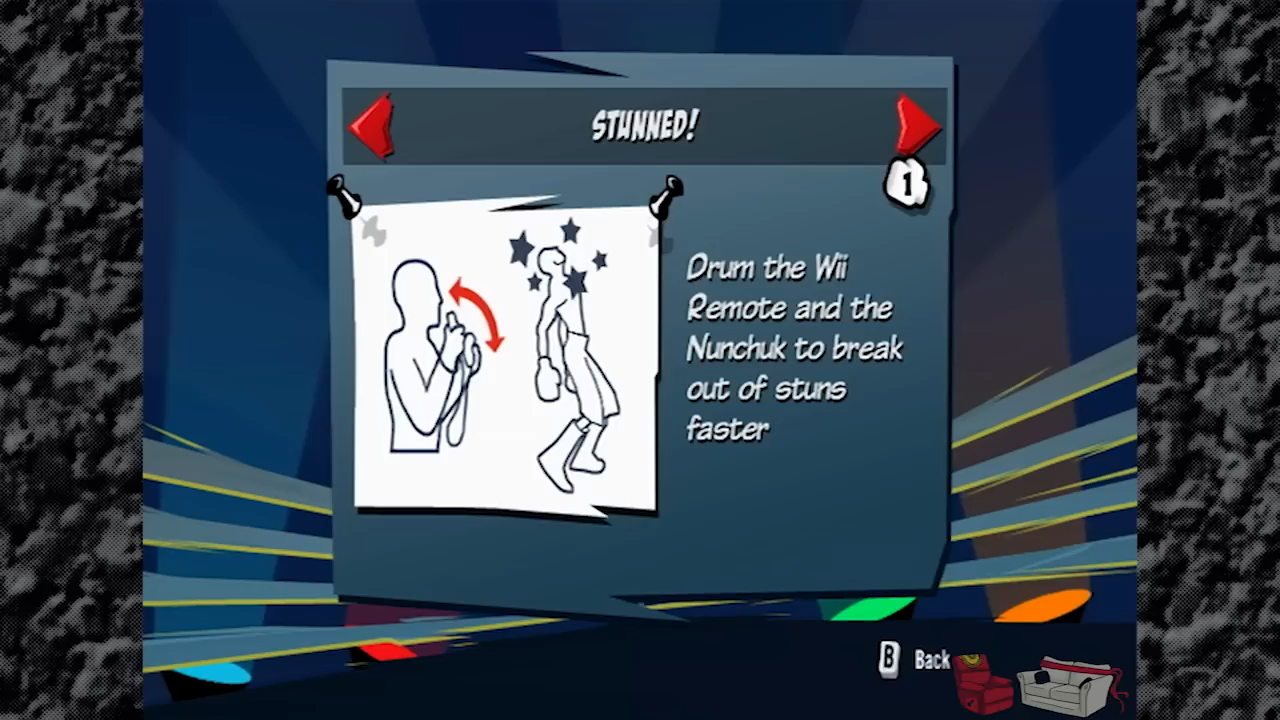 STUNNED!
1
Drum the Wii
Remote and the
Nunchuk to break
out of stuns
faster
B Back